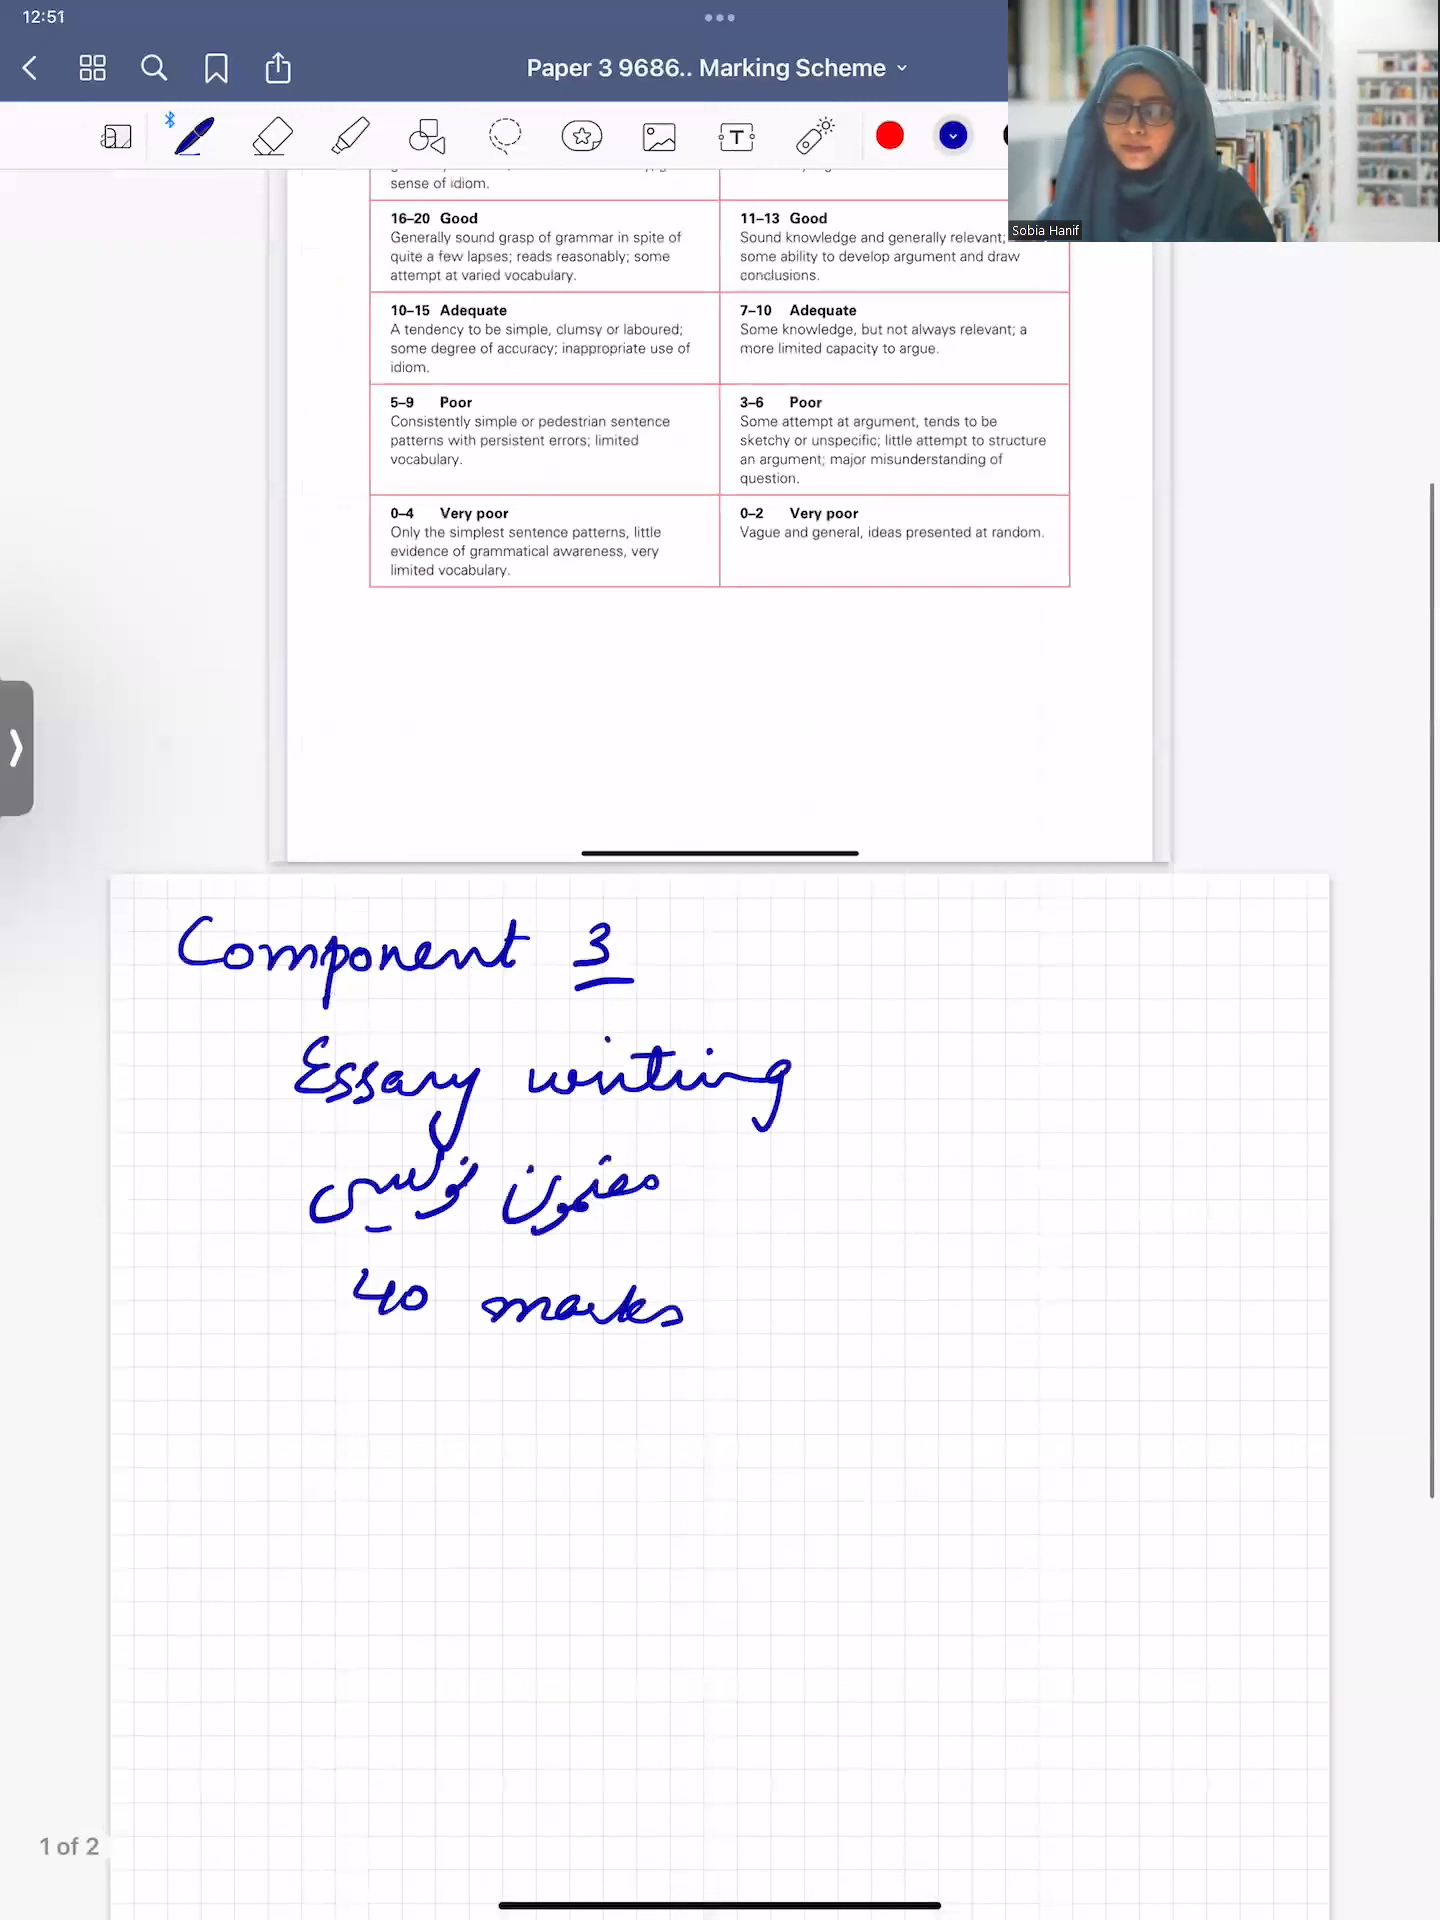 12:51
Paper 3 9686.. Marking Scheme
Sobia Hanif
sense of idiom.
16–20 Good
Generally sound grasp of grammar in spite of
quite a few lapses; reads reasonably; some
attempt at varied vocabulary.
11–13 Good
Sound knowledge and generally relevant;
some ability to develop argument and draw
conclusions.
10–15 Adequate
A tendency to be simple, clumsy or laboured;
some degree of accuracy; inappropriate use of
idiom.
7–10 Adequate
Some knowledge, but not always relevant; a
more limited capacity to argue.
5–9 Poor
Consistently simple or pedestrian sentence
patterns with persistent errors; limited
vocabulary.
3–6 Poor
Some attempt at argument, tends to be
sketchy or unspecific; little attempt to structure
an argument; major misunderstanding of
question.
0–4 Very poor
Only the simplest sentence patterns, little
evidence of grammatical awareness, very
limited vocabulary.
0–2 Very poor
Vague and general, ideas presented at random.
Component 3
Essary writing
مضمون نویسی
40 marks
1 of 2